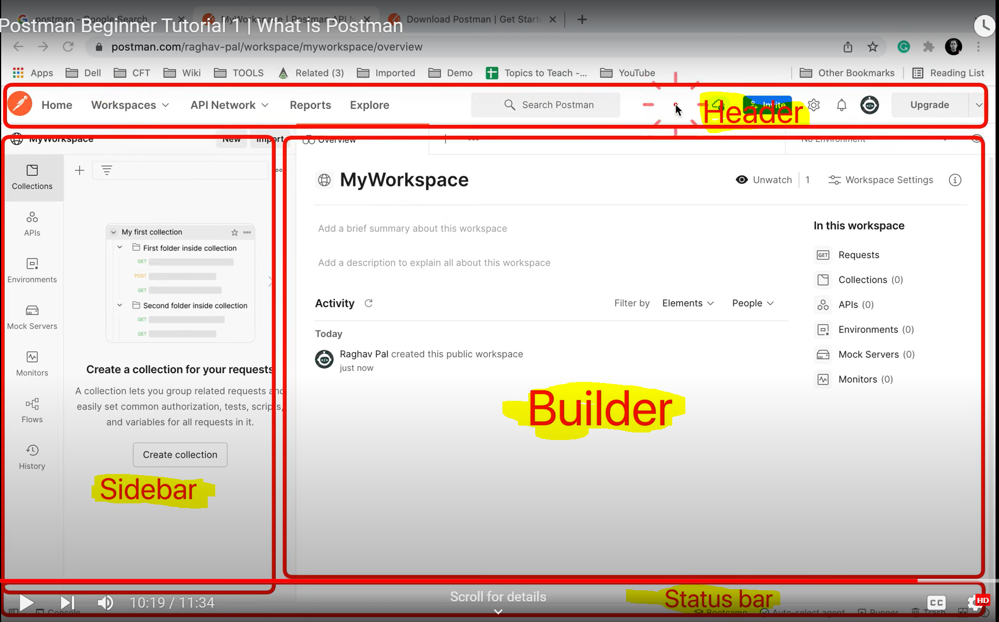 postman - Google Search
MyWorkspace | Postman API N
Download Postman | Get Starte
Postman Beginner Tutorial 1 | What is Postman
postman.com/raghav-pal/workspace/myworkspace/overview
Apps Dell CFT Wiki TOOLS Related (3) Imported Demo Topics to Teach -... YouTube Other Bookmarks Reading List
Home Workspaces API Network Reports Explore Search Postman Invite Upgrade
Header
MyWorkspace New Import Overview No Environment
Collections
APIs
Environments
Mock Servers
Monitors
Flows
History
My first collection
First folder inside collection
GET
POST
GET
Second folder inside collection
GET
GET
Create a collection for your requests
A collection lets you group related requests and
easily set common authorization, tests, scripts,
and variables for all requests in it.
Create collection
Sidebar
MyWorkspace
Unwatch 1 Workspace Settings
Add a brief summary about this workspace
Add a description to explain all about this workspace
Activity Filter by Elements People
Today
Raghav Pal created this public workspace
just now
Builder
In this workspace
GET Requests
Collections (0)
APIs (0)
Environments (0)
Mock Servers (0)
Monitors (0)
Scroll for details
Status bar
10:19 / 11:34
CC HD
Console Bootcamp Auto-select agent Runner Trash